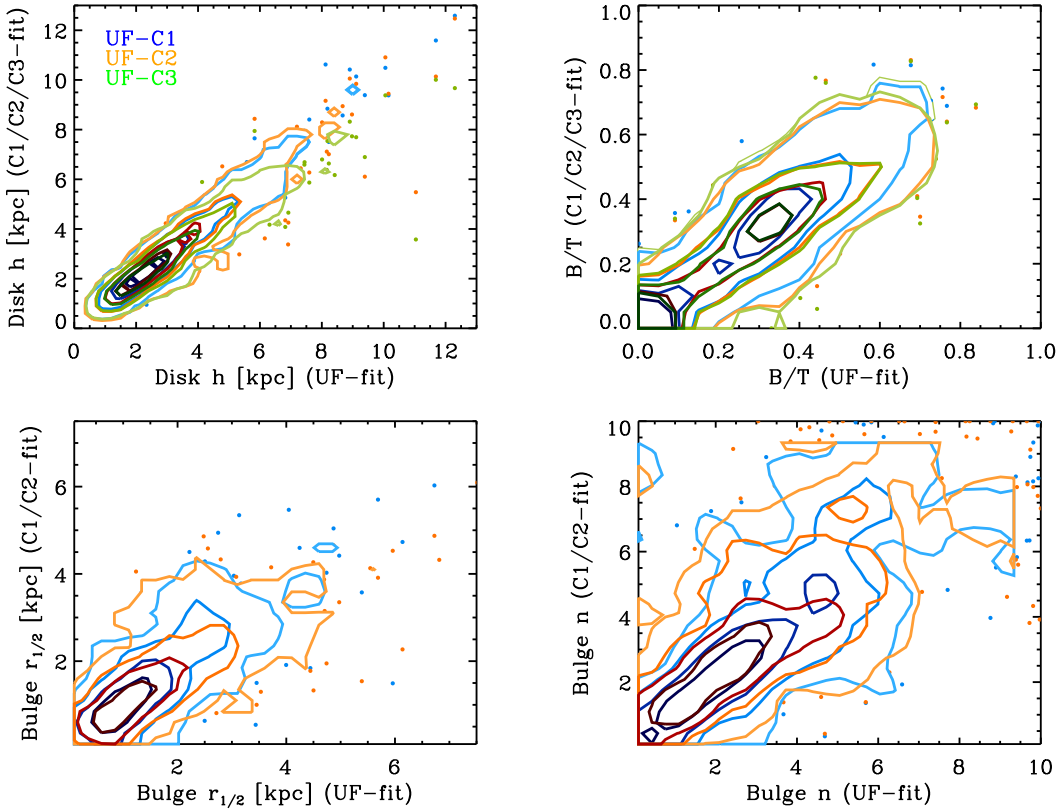 12
10
8
6
4
2
0
UF-C1
UF-C2
UF-C3
Disk h [kpc] (C1/C2/C3-fit)
0 2 4 6 8 10 12
Disk h [kpc] (UF-fit)
1.0
0.8
0.6
0.4
0.2
0.0
B/T (C1/C2/C3-fit)
0.0 0.2 0.4 0.6 0.8 1.0
B/T (UF-fit)
6
4
2
Bulge r1/2 [kpc] (C1/C2-fit)
2 4 6
Bulge r1/2 [kpc] (UF-fit)
10
8
6
4
2
Bulge n (C1/C2-fit)
2 4 6 8 10
Bulge n (UF-fit)